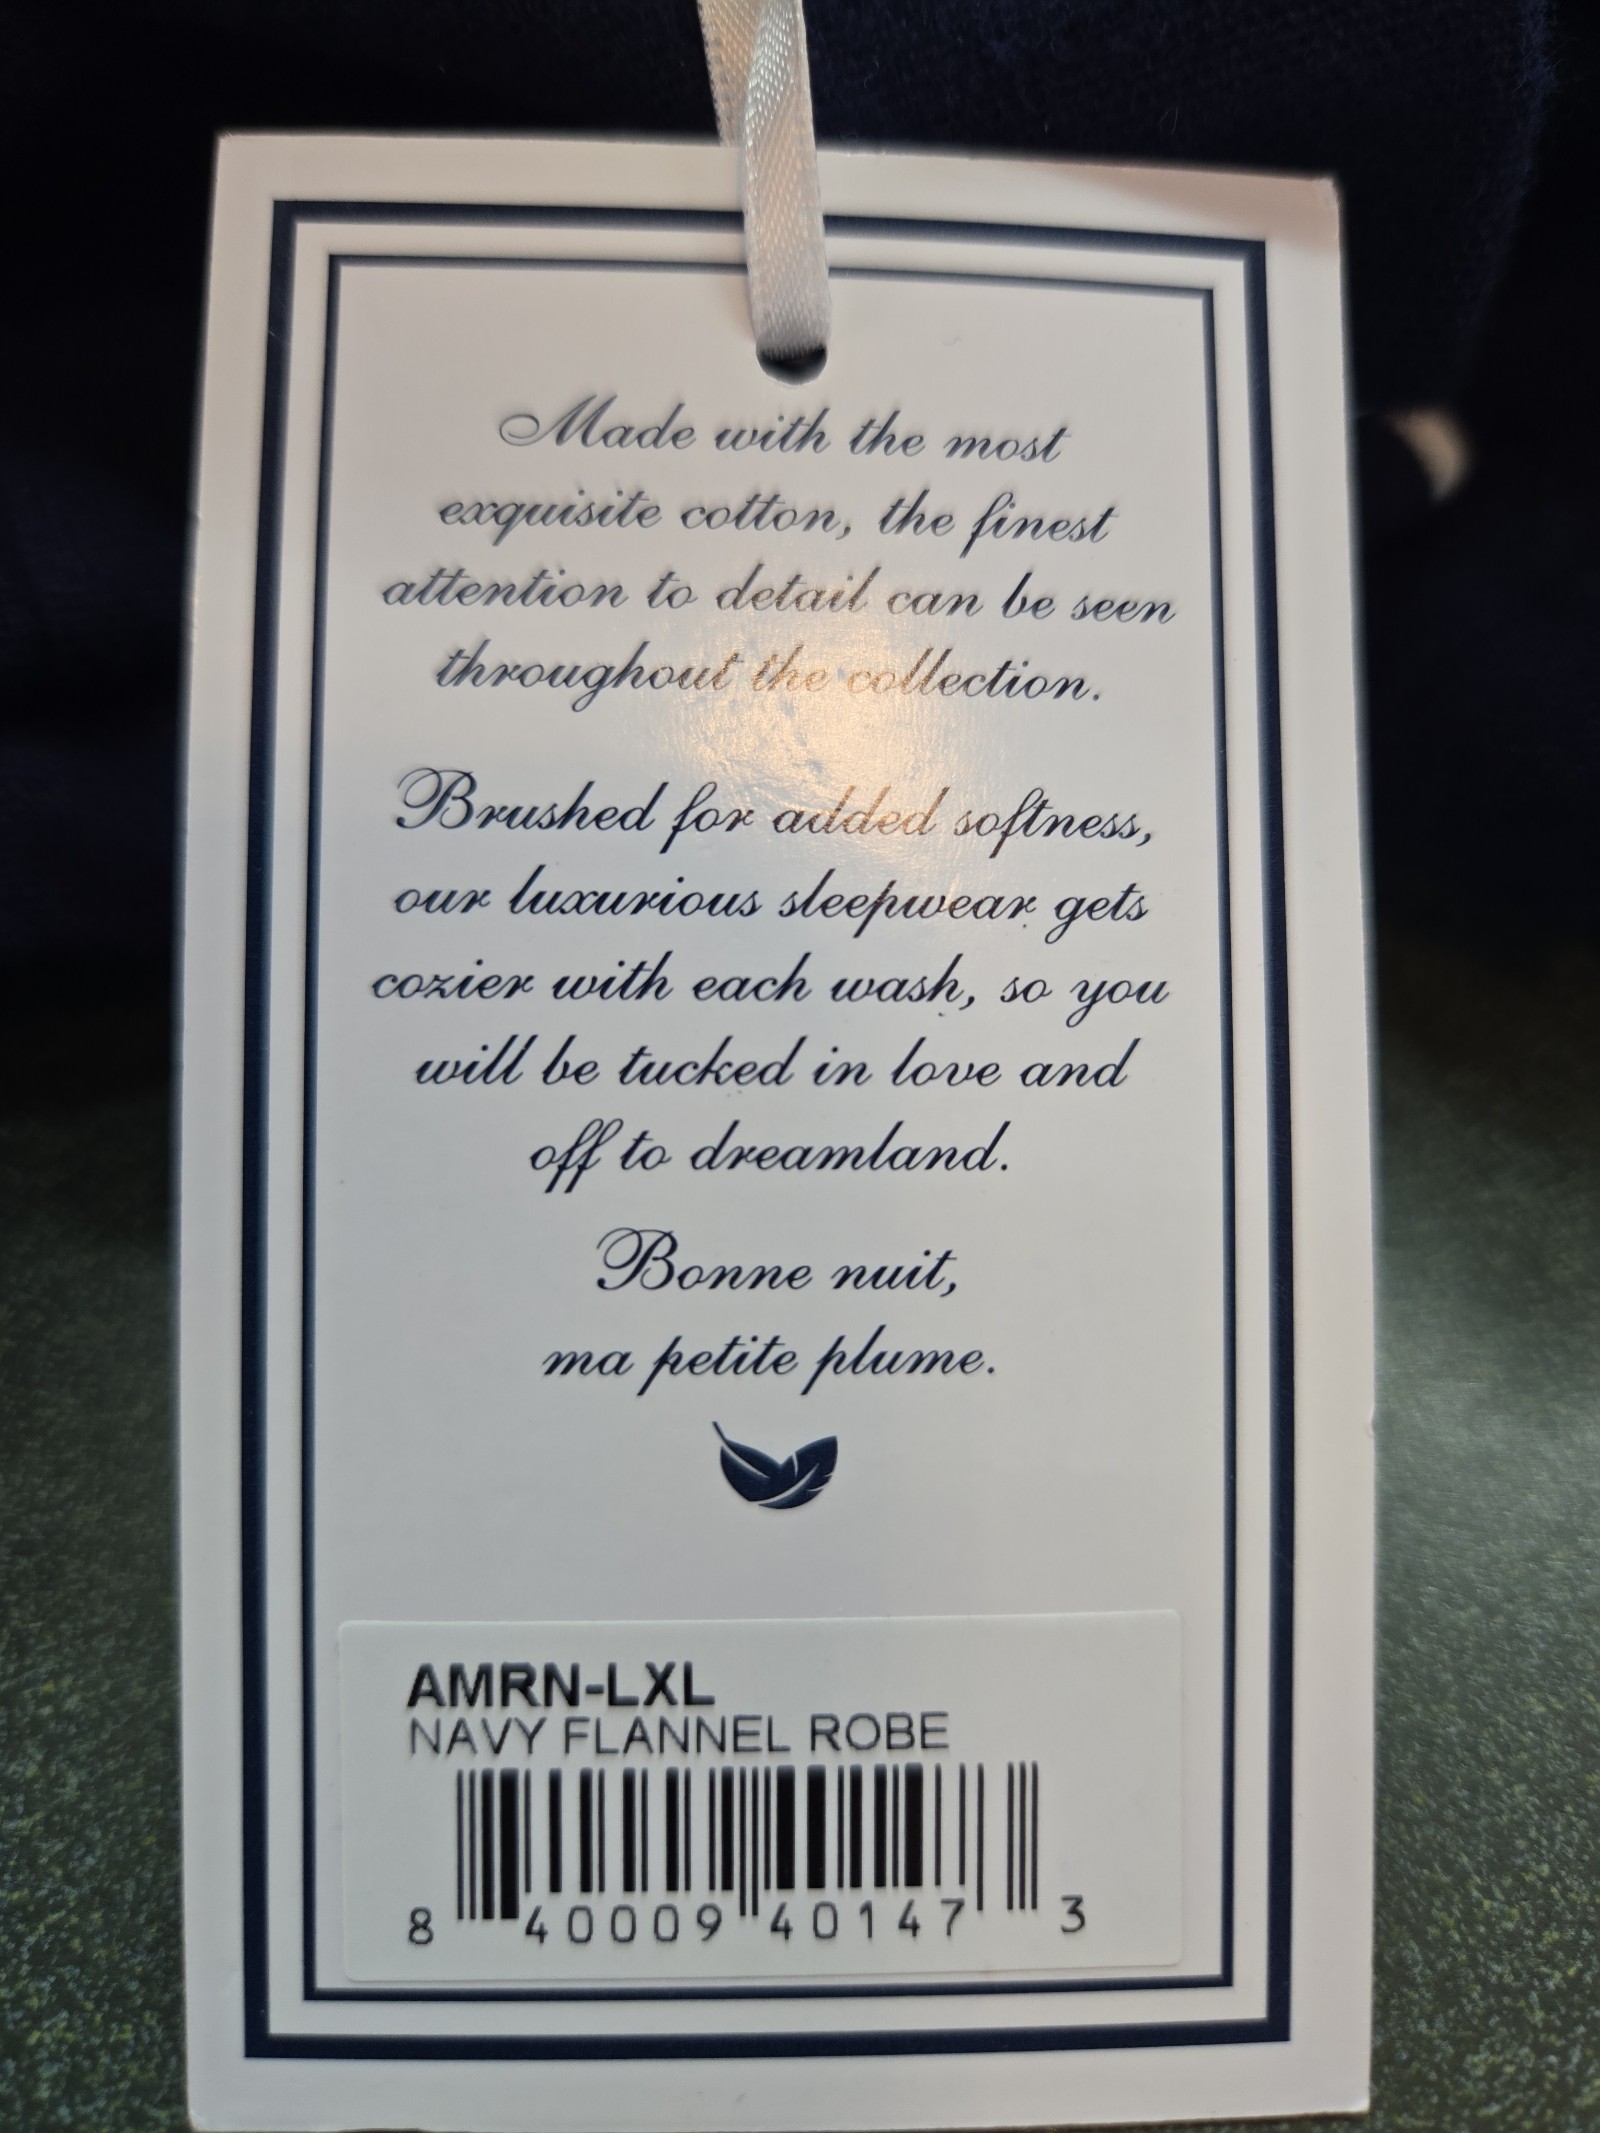 Made with the most
exquisite cotton, the finest
attention to detail can be seen
throughout the collection.
Brushed for added softness,
our luxurious sleepwear gets
cozier with each wash, so you
will be tucked in love and
off to dreamland.
Bonne nuit,
ma petite plume.
AMRN-LXL
NAVY FLANNEL ROBE
8 40009 40147 3